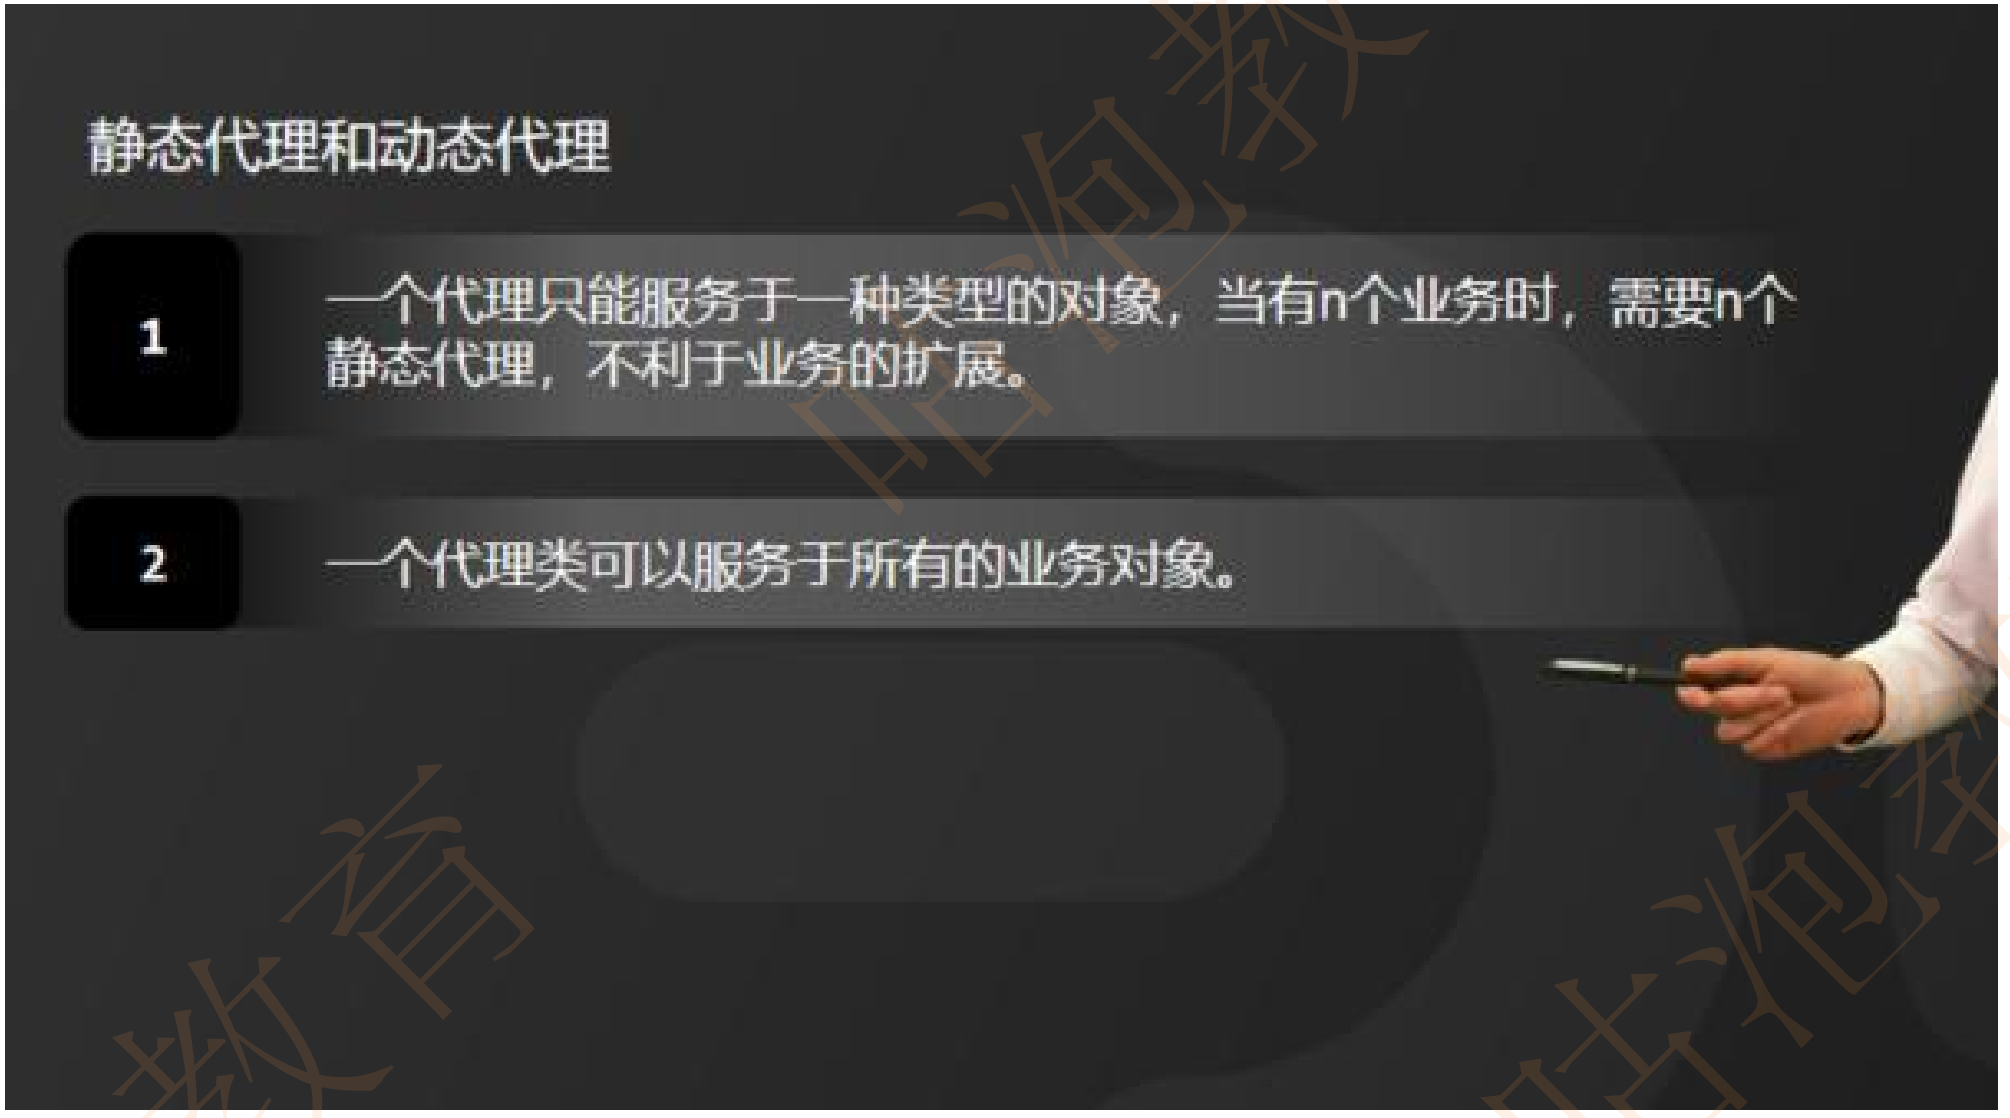 静态代理和动态代理
1
一个代理只能服务于一种类型的对象，当有n个业务时，需要n个
静态代理，不利于业务的扩展。
2
一个代理类可以服务于所有的业务对象。
咕泡教
教育
咕泡教